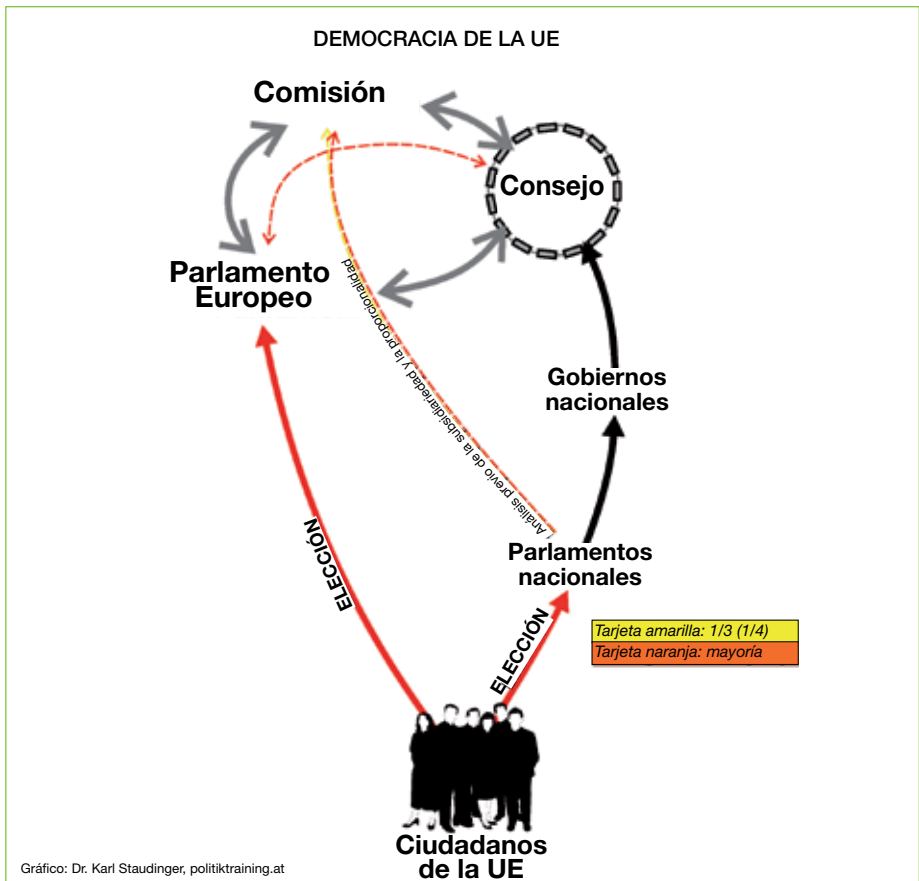 DEMOCRACIA DE LA UE
Comisión
Consejo
Parlamento
Europeo
Análisis previo de la subsidiariedad y la proporcionalidad
Gobiernos
nacionales
Parlamentos
nacionales
ELECCIÓN
ELECCIÓN
Tarjeta amarilla: 1/3 (1/4)
Tarjeta naranja: mayoría
Ciudadanos
de la UE
Gráfico: Dr. Karl Staudinger, politiktraining.at